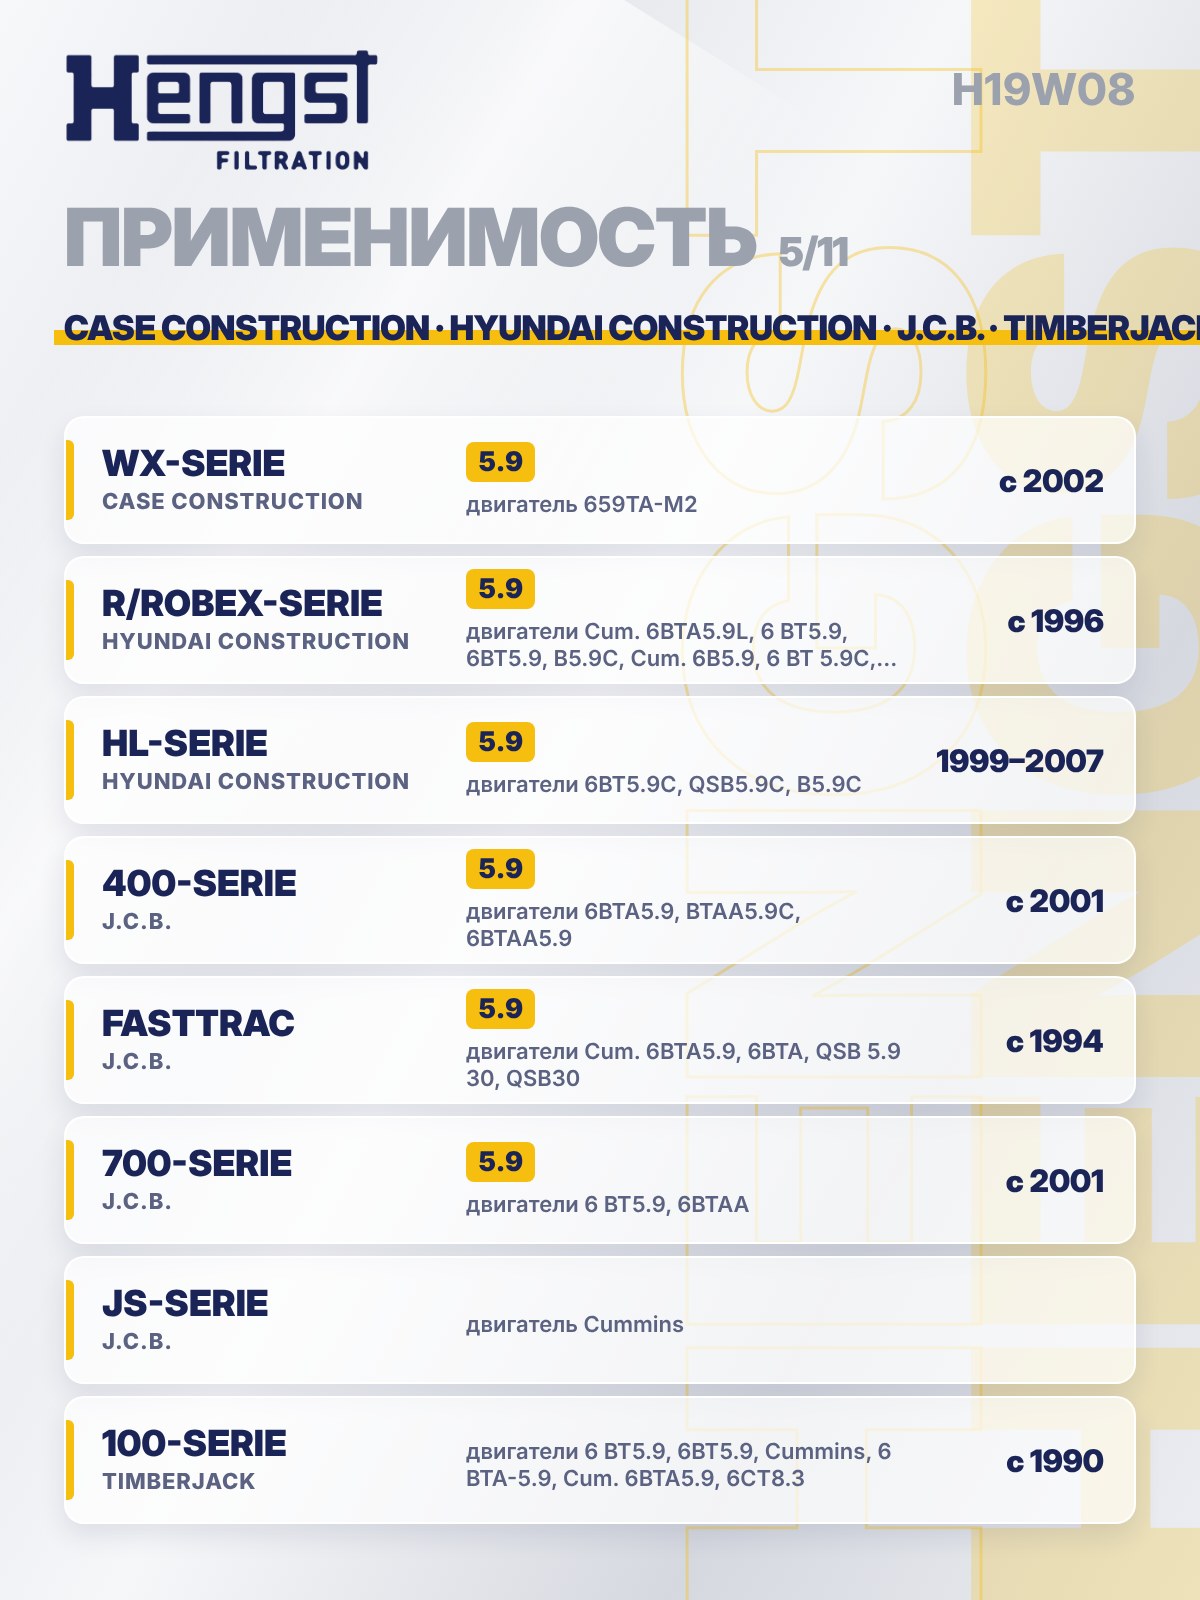 Hengst
FILTRATION
H19W08
ПРИМЕНИМОСТЬ 5/11
CASE CONSTRUCTION · HYUNDAI CONSTRUCTION · J.C.B. · TIMBERJACK
WX-SERIE
CASE CONSTRUCTION
5.9
двигатель 659TA-M2
с 2002
R/ROBEX-SERIE
HYUNDAI CONSTRUCTION
5.9
двигатели Cum. 6BTA5.9L, 6 BT5.9,
6BT5.9, B5.9C, Cum. 6B5.9, 6 BT 5.9C,...
с 1996
HL-SERIE
HYUNDAI CONSTRUCTION
5.9
двигатели 6BT5.9C, QSB5.9C, B5.9C
1999–2007
400-SERIE
J.C.B.
5.9
двигатели 6BTA5.9, BTAA5.9C,
6BTAA5.9
с 2001
FASTTRAC
J.C.B.
5.9
двигатели Cum. 6BTA5.9, 6BTA, QSB 5.9
30, QSB30
с 1994
700-SERIE
J.C.B.
5.9
двигатели 6 BT5.9, 6BTAA
с 2001
JS-SERIE
J.C.B.
двигатель Cummins
100-SERIE
TIMBERJACK
двигатели 6 BT5.9, 6BT5.9, Cummins, 6
BTA-5.9, Cum. 6BTA5.9, 6CT8.3
с 1990
HENGST